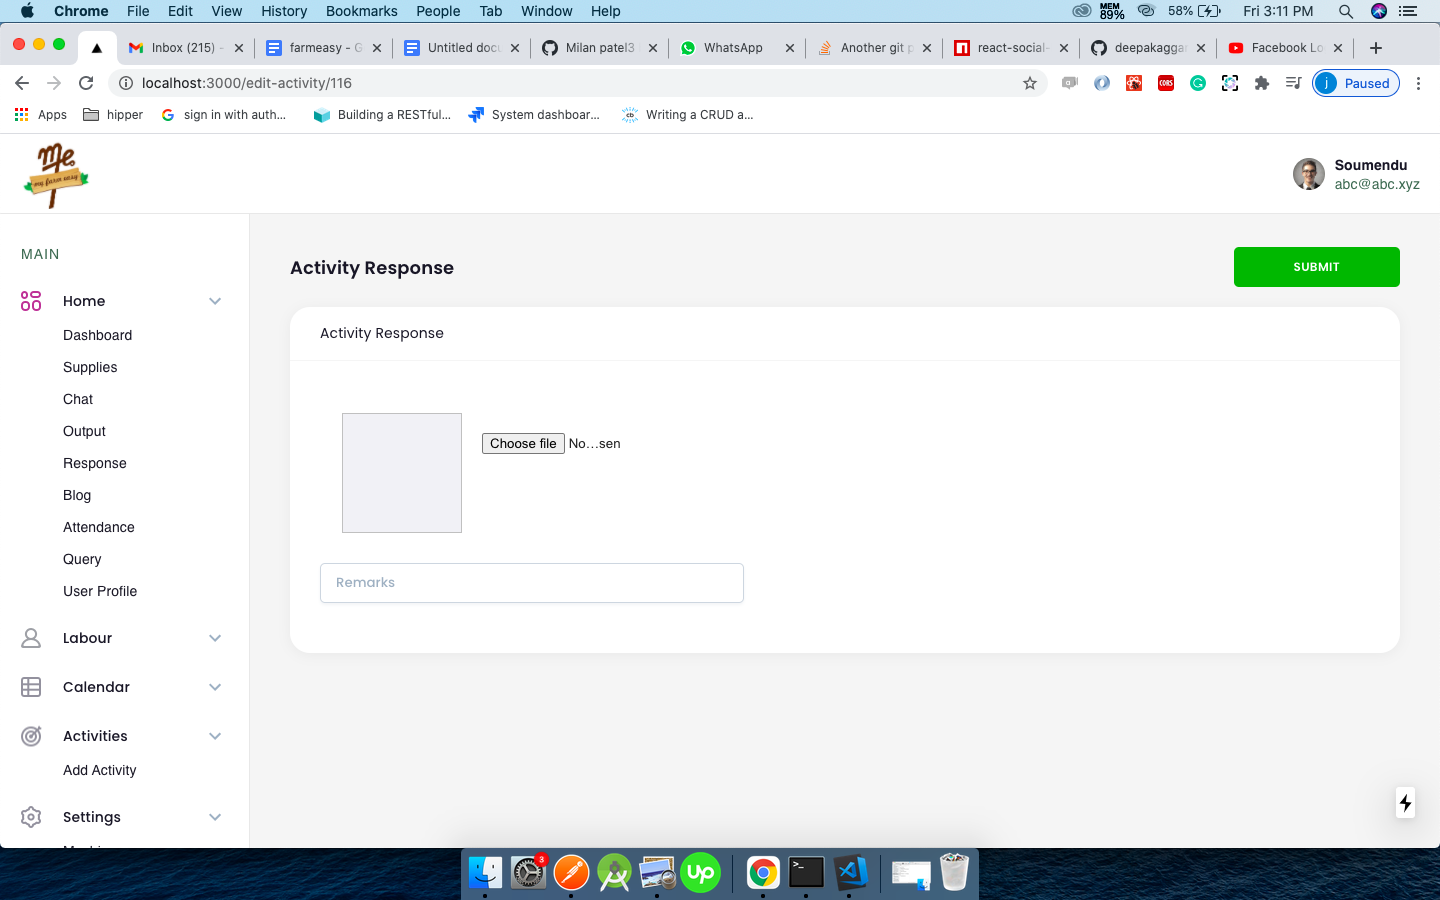 Chrome File Edit View History Bookmarks People Tab Window Help MEM 89% 58% Fri 3:11 PM
Inbox (215) - farmeasy - G Untitled docu Milan patel3 WhatsApp Another git p react-social- deepakaggar Facebook Lo
localhost:3000/edit-activity/116 CORS j Paused
Apps hipper sign in with auth... Building a RESTful... System dashboar... cb Writing a CRUD a...
Me
my farm easy
Soumendu
abc@abc.xyz
MAIN
Activity Response SUBMIT
Home
Activity Response
Dashboard
Supplies
Chat
Output
Choose file No...sen
Response
Blog
Attendance
Query
Remarks
User Profile
Labour
Calendar
Activities
Add Activity
Settings
3
Up
>_